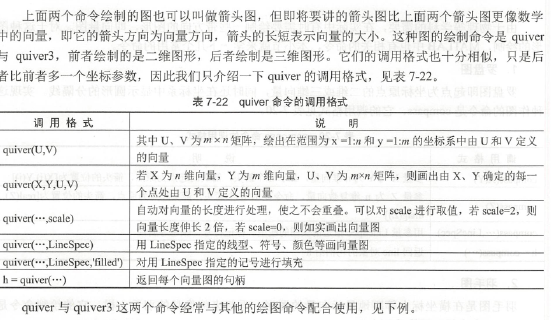 上面两个命令绘制的图也可以叫做箭头图,但即将要讲的箭头图比上面两个箭头图更像数学
中的向量,即它的箭头方向为向量方向,箭头的长短表示向量的大小。这种图的绘制命令是 quiver
与 quiver3,前者绘制的是二维图形,后者绘制是三维图形。它们的调用格式也十分相似,只是后
者比前者多一个坐标参数,因此我们只介绍一下 quiver 的调用格式,见表 7-22。
表 7-22 quiver 命令的调用格式
调 用 格 式 说 明
quiver(U,V) 其中 U、V 为 m×n 矩阵,绘出在范围为 x =1:n 和 y =1:m 的坐标系中由 U 和 V 定义
的向量
quiver(X,Y,U,V) 若 X 为 n 维向量,Y 为 m 维向量,U、V 为 m×n 矩阵,则画出由 X、Y 确定的每一
个点处由 U 和 V 定义的向量
quiver(…,scale) 自动对向量的长度进行处理,使之不会重叠。可以对 scale 进行取值,若 scale=2,则
向量长度伸长 2 倍,若 scale=0,则如实画出向量图
quiver(…,LineSpec) 用 LineSpec 指定的线型、符号、颜色等画向量图
quiver(…,LineSpec,'filled') 对用 LineSpec 指定的记号进行填充
h = quiver(…) 返回每个向量图的句柄
quiver 与 quiver3 这两个命令经常与其他的绘图命令配合使用,见下例。